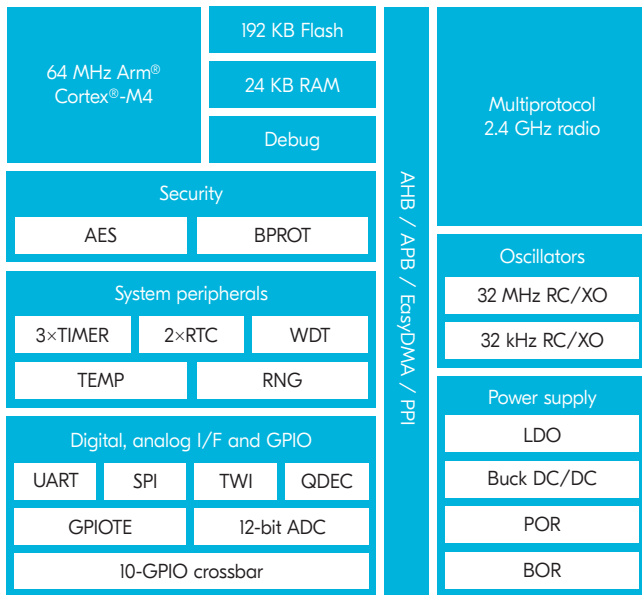 64 MHz Arm®
Cortex®-M4
192 KB Flash
24 KB RAM
Debug
Security
AES
BPROT
System peripherals
3×TIMER
2×RTC
WDT
TEMP
RNG
Digital, analog I/F and GPIO
UART
SPI
TWI
QDEC
GPIOTE
12-bit ADC
10-GPIO crossbar
AHB / APB / EasyDMA / PPI
Multiprotocol
2.4 GHz radio
Oscillators
32 MHz RC/XO
32 kHz RC/XO
Power supply
LDO
Buck DC/DC
POR
BOR